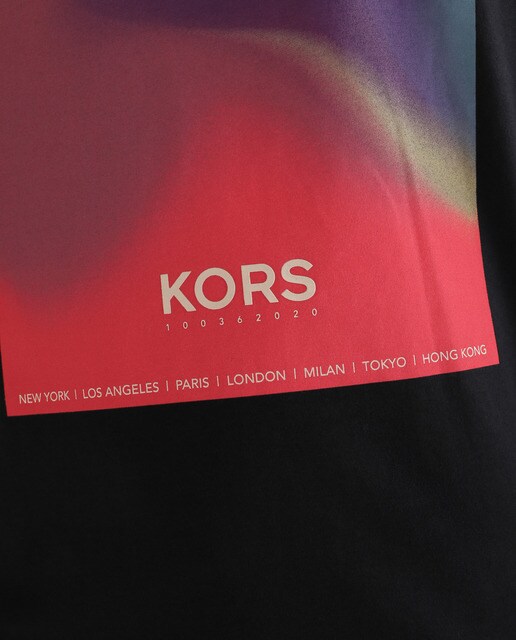 KORS
100362020
NEW YORK | LOS ANGELES | PARIS | LONDON | MILAN | TOKYO | HONG KONG